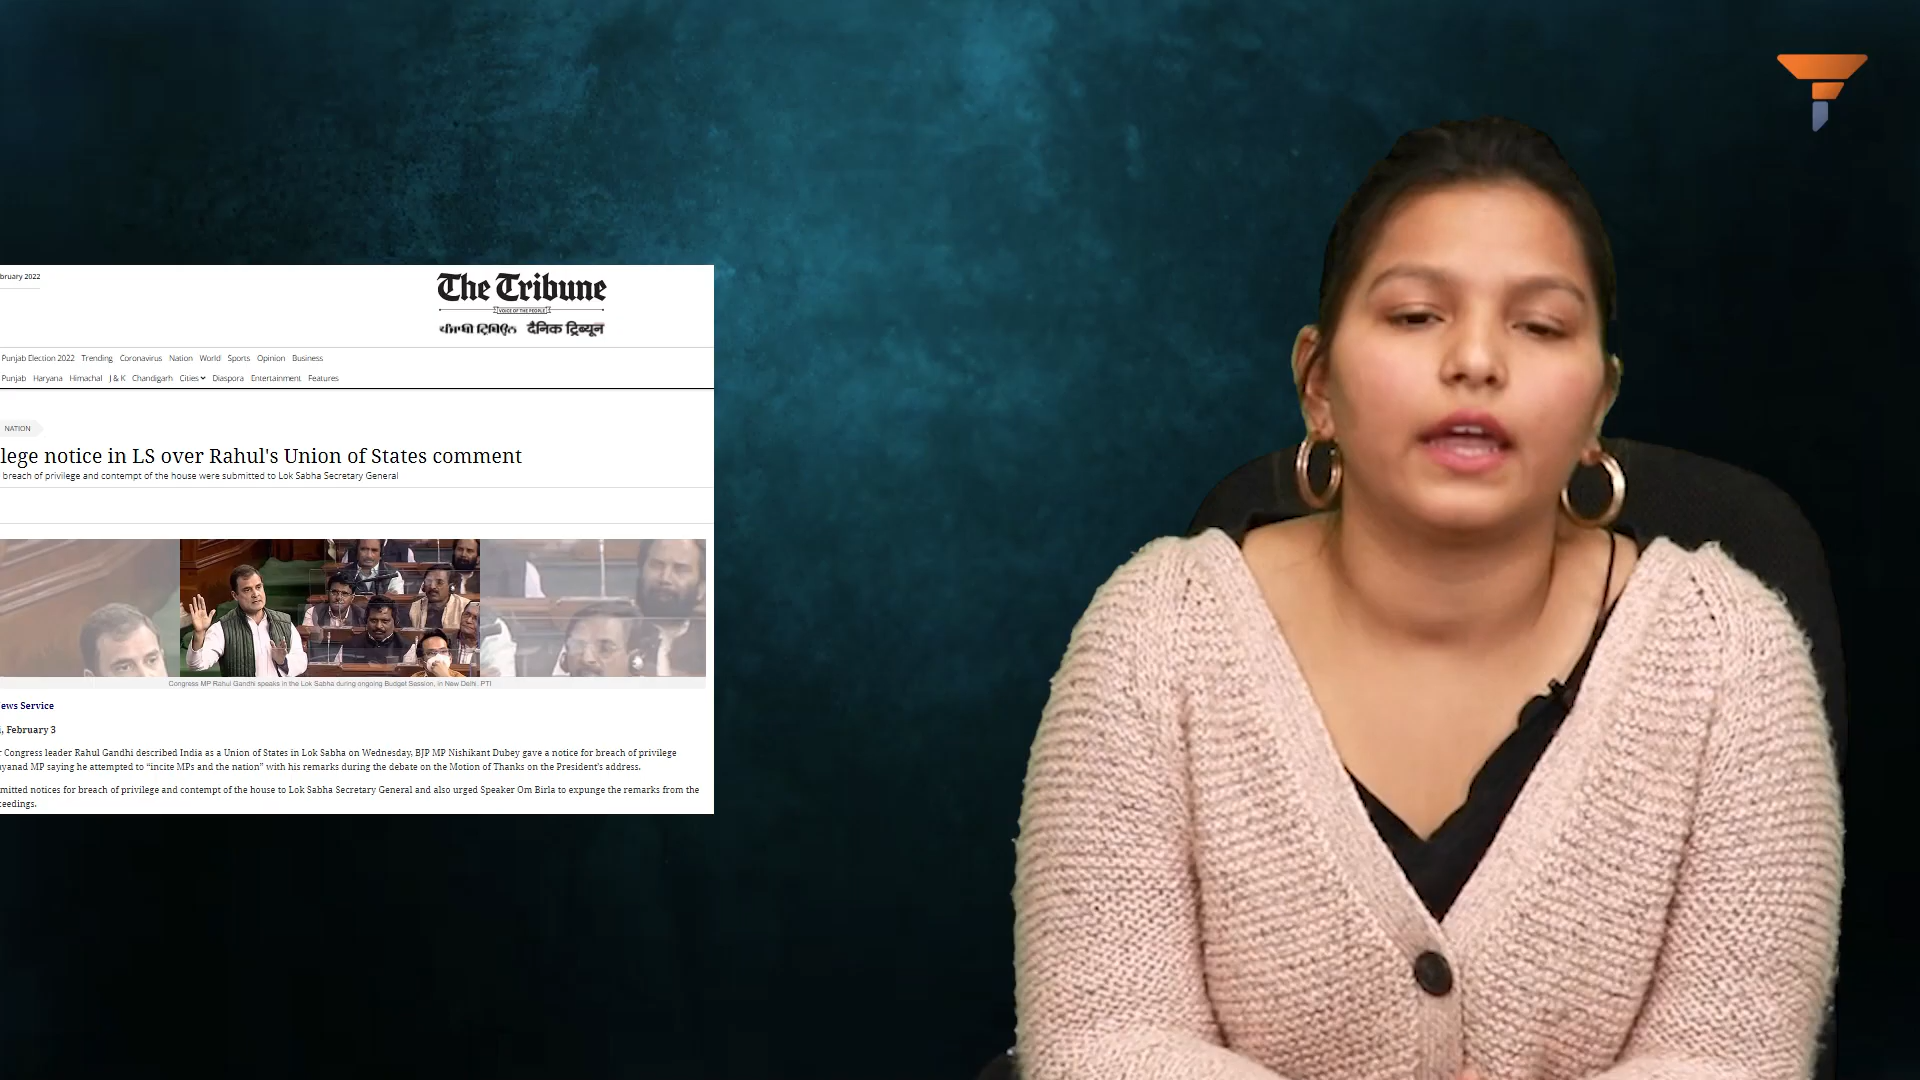 bruary 2022
The Tribune
VOICE OF THE PEOPLE
ਪੰਜਾਬੀ ਟ੍ਰਿਬਿਊਨ दैनिक ट्रिब्यून
Punjab Election 2022 Trending Coronavirus Nation World Sports Opinion Business
Punjab Haryana Himachal J & K Chandigarh Cities Diaspora Entertainment Features
NATION
lege notice in LS over Rahul's Union of States comment
breach of privilege and contempt of the house were submitted to Lok Sabha Secretary General
Congress MP Rahul Gandhi speaks in the Lok Sabha during ongoing Budget Session, in New Delhi. PTI
ews Service
i, February 3
r Congress leader Rahul Gandhi described India as a Union of States in Lok Sabha on Wednesday, BJP MP Nishikant Dubey gave a notice for breach of privilege
yanad MP saying he attempted to “incite MPs and the nation” with his remarks during the debate on the Motion of Thanks on the President's address.
mitted notices for breach of privilege and contempt of the house to Lok Sabha Secretary General and also urged Speaker Om Birla to expunge the remarks from the
eedings.